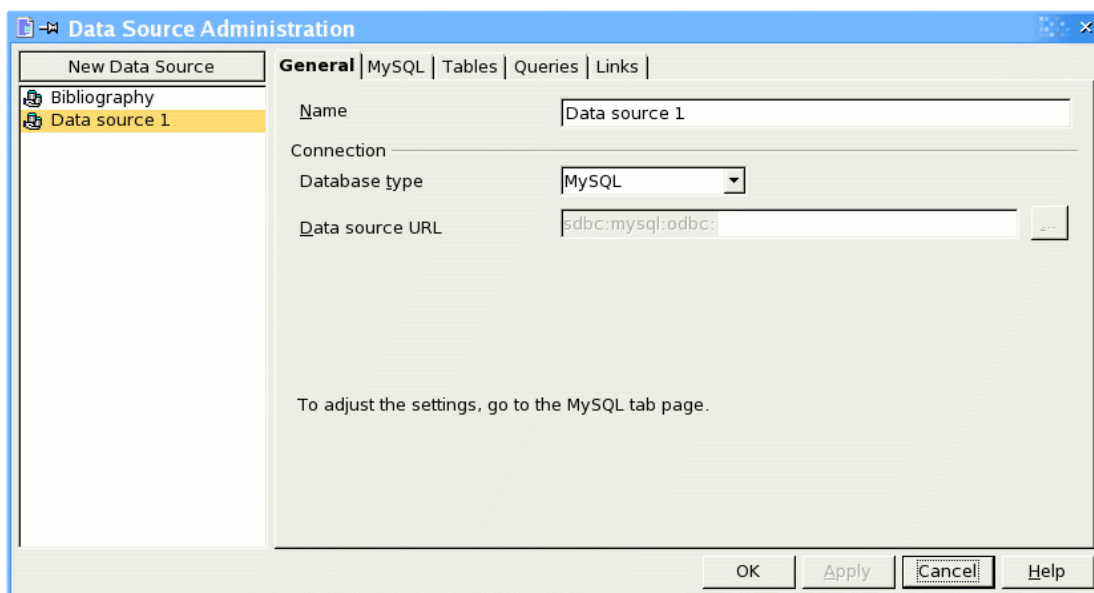 Data Source Administration
New Data Source
Bibliography
Data source 1
General MySQL Tables Queries Links
Name Data source 1
Connection
Database type MySQL
Data source URL sdbc:mysql:odbc: ...
To adjust the settings, go to the MySQL tab page.
OK Apply Cancel Help